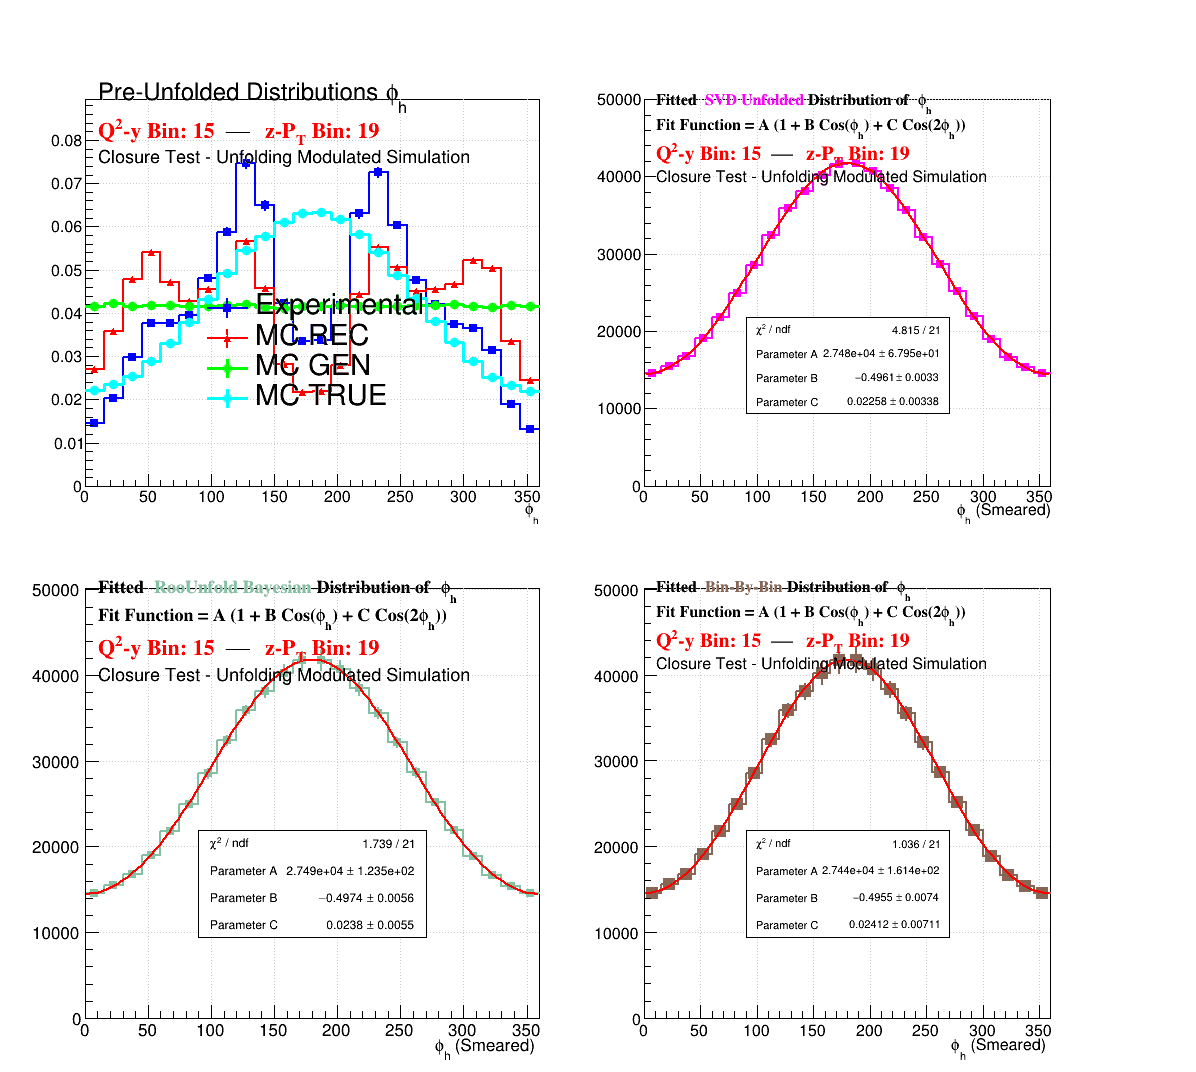 Pre-Unfolded Distributions ϕh
Q²-y Bin: 15 — z-PT Bin: 19
Closure Test - Unfolding Modulated Simulation
0.08
0.07
0.06
0.05
0.04
0.03
0.02
0.01
0
Experimental
MC REC
MC GEN
MC TRUE
0 50 100 150 200 250 300 350
ϕh
Fitted SVD Unfolded Distribution of ϕh
Fit Function = A (1 + B Cos(ϕh) + C Cos(2ϕh))
Q²-y Bin: 15 — z-PT Bin: 19
Closure Test - Unfolding Modulated Simulation
50000
40000
30000
20000
10000
0
χ² / ndf 4.815 / 21
Parameter A 2.748e+04 ± 6.795e+01
Parameter B −0.4961 ± 0.0033
Parameter C 0.02258 ± 0.00338
0 50 100 150 200 250 300 350
ϕh (Smeared)
Fitted RooUnfold Bayesian Distribution of ϕh
Fit Function = A (1 + B Cos(ϕh) + C Cos(2ϕh))
Q²-y Bin: 15 — z-PT Bin: 19
Closure Test - Unfolding Modulated Simulation
50000
40000
30000
20000
10000
0
χ² / ndf 1.739 / 21
Parameter A 2.749e+04 ± 1.235e+02
Parameter B −0.4974 ± 0.0056
Parameter C 0.0238 ± 0.0055
0 50 100 150 200 250 300 350
ϕh (Smeared)
Fitted Bin-By-Bin Distribution of ϕh
Fit Function = A (1 + B Cos(ϕh) + C Cos(2ϕh))
Q²-y Bin: 15 — z-PT Bin: 19
Closure Test - Unfolding Modulated Simulation
50000
40000
30000
20000
10000
0
χ² / ndf 1.036 / 21
Parameter A 2.744e+04 ± 1.614e+02
Parameter B −0.4955 ± 0.0074
Parameter C 0.02412 ± 0.00711
0 50 100 150 200 250 300 350
ϕh (Smeared)